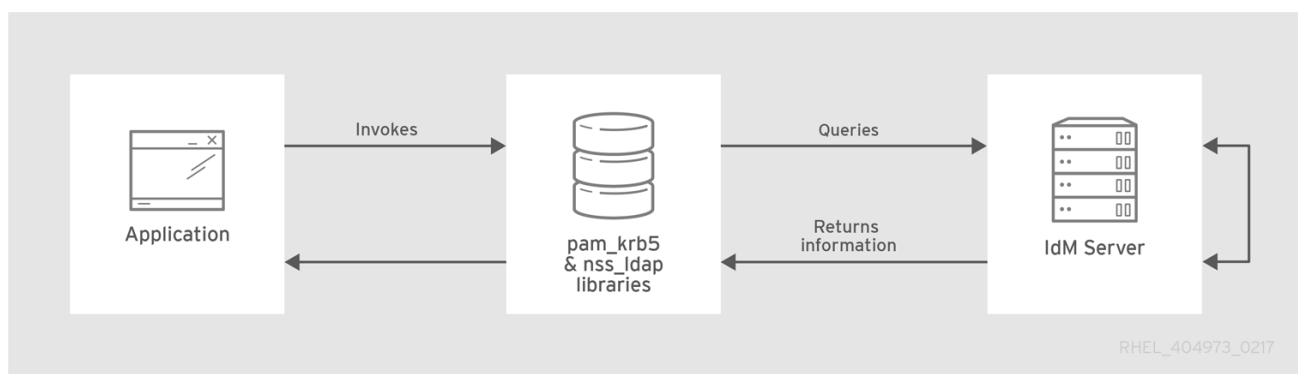 Invokes
Queries
Application
Returns
information
pam_krb5
& nss_ldap
libraries
IdM Server
RHEL_404973_0217